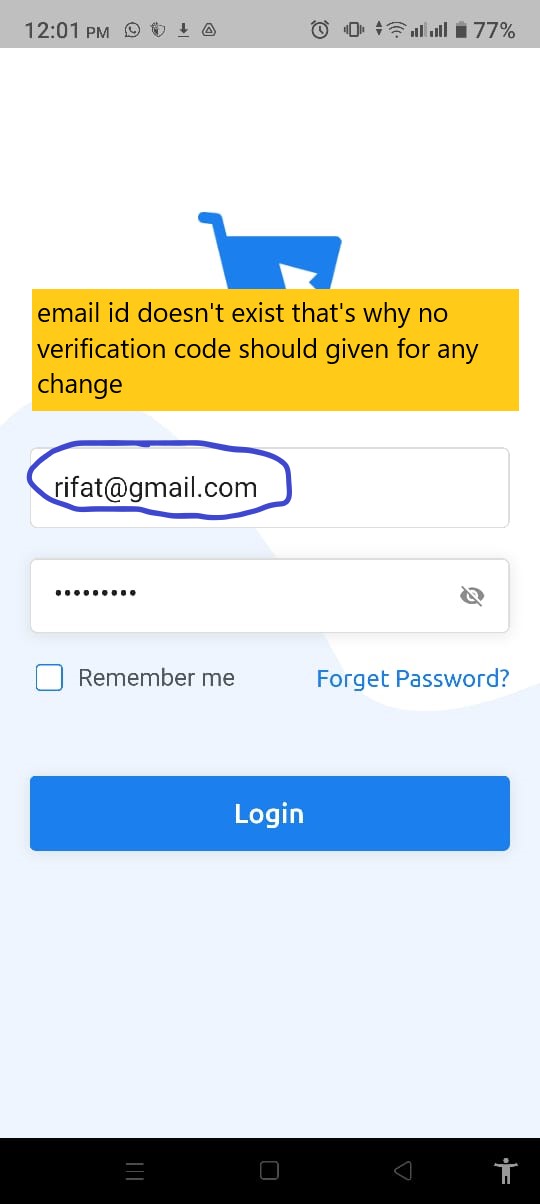 12:01 PM 77%
email id doesn't exist that's why no
verification code should given for any
change
rifat@gmail.com
•••••••••
Remember me Forget Password?
Login